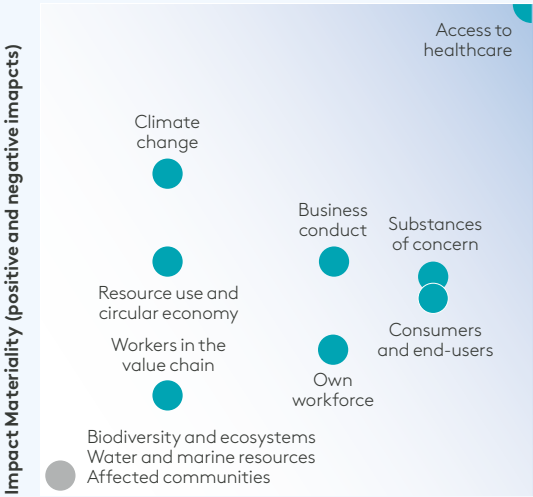 Access to
healthcare
Climate
change
Business
conduct
Substances
of concern
Resource use and
circular economy
Consumers
and end-users
Workers in the
value chain
Own
workforce
Biodiversity and ecosystems
Water and marine resources
Affected communities
Impact Materiality (positive and negative imapcts)